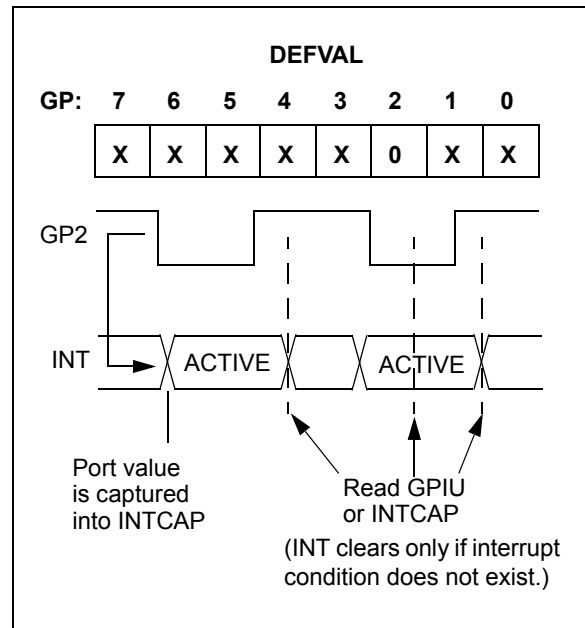 DEFVAL
GP: 7 6 5 4 3 2 1 0
X X X X X 0 X X
GP2
INT ACTIVE ACTIVE
Port value
is captured
into INTCAP
Read GPIU
or INTCAP
(INT clears only if interrupt
condition does not exist.)